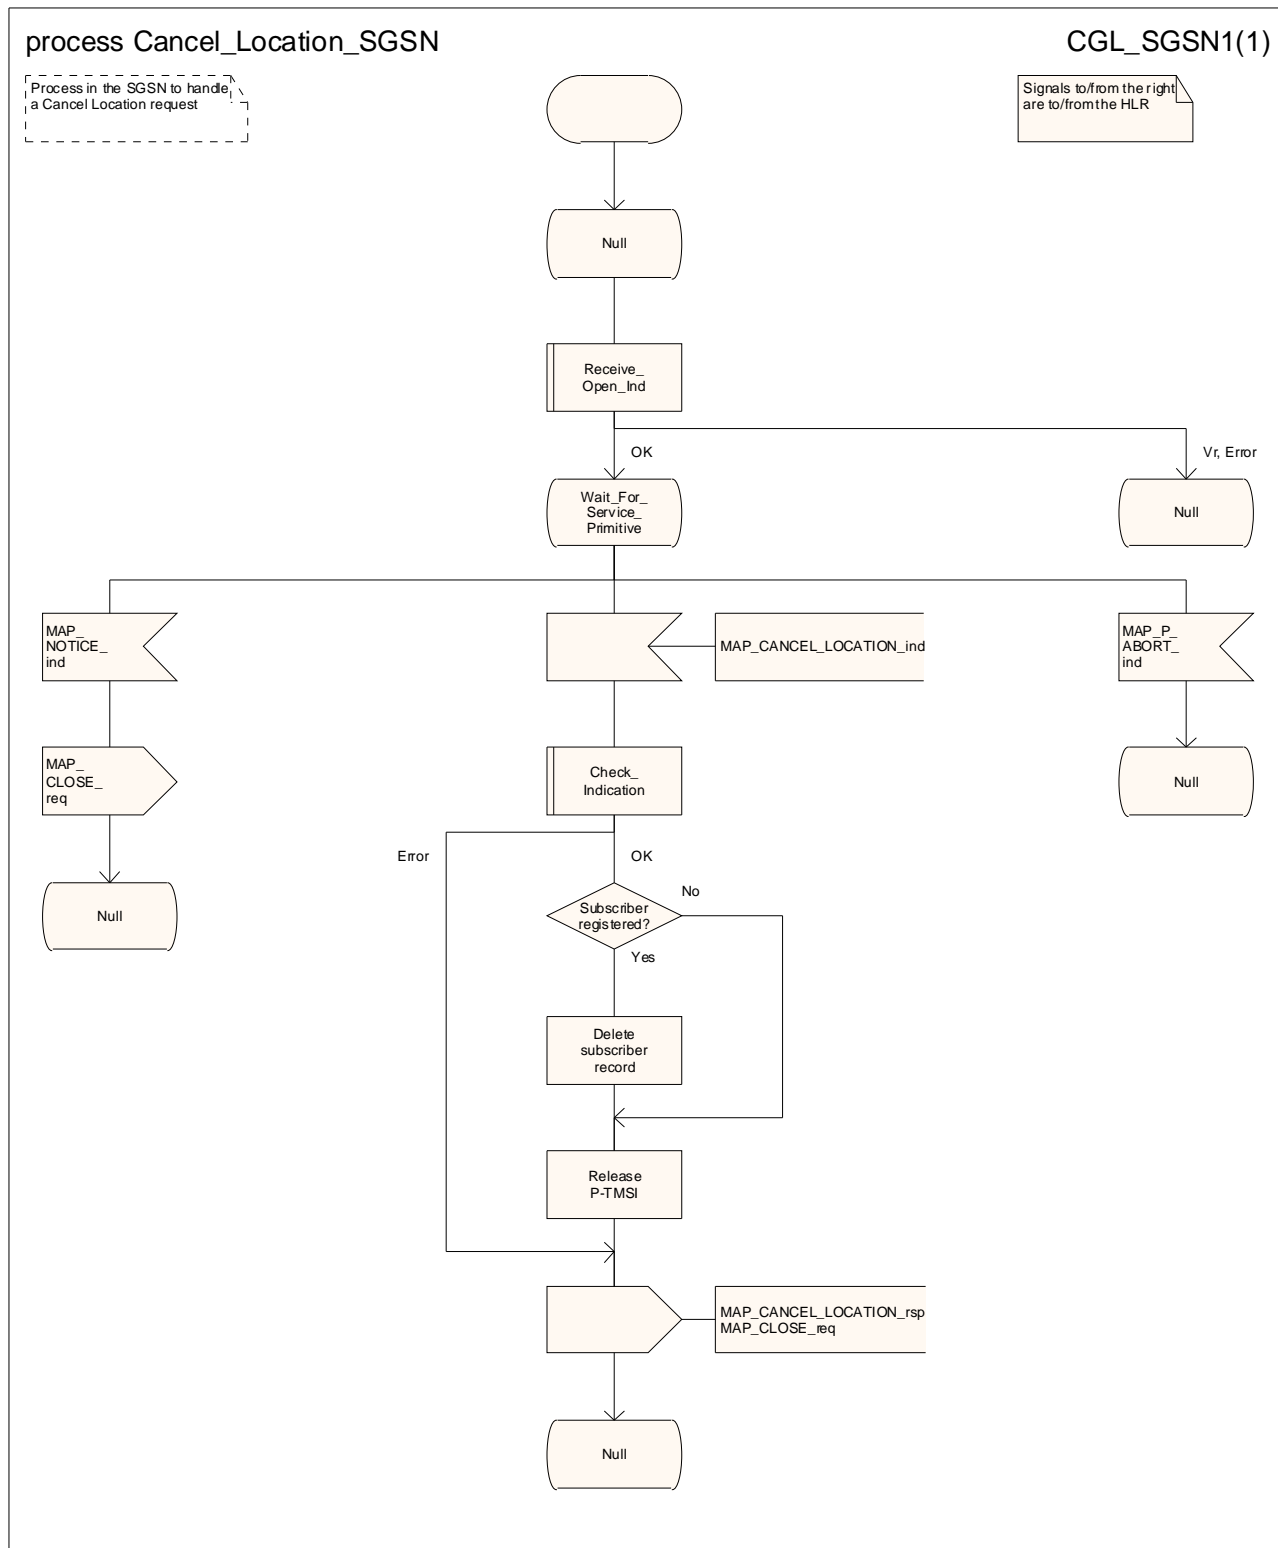 process Cancel_Location_SGSN
CGL_SGSN1(1)
Process in the SGSN to handle
a Cancel Location request
Signals to/from the right
are to/from the HLR
Null
Receive_
Open_Ind
OK
Vr, Error
Wait_For_
Service_
Primitive
Null
MAP_
NOTICE_
ind
MAP_CANCEL_LOCATION_ind
MAP_P_
ABORT_
ind
MAP_
CLOSE_
req
Check_
Indication
Null
Error
OK
No
Null
Subscriber
registered?
Yes
Delete
subscriber
record
Release
P-TMSI
MAP_CANCEL_LOCATION_rsp
MAP_CLOSE_req
Null